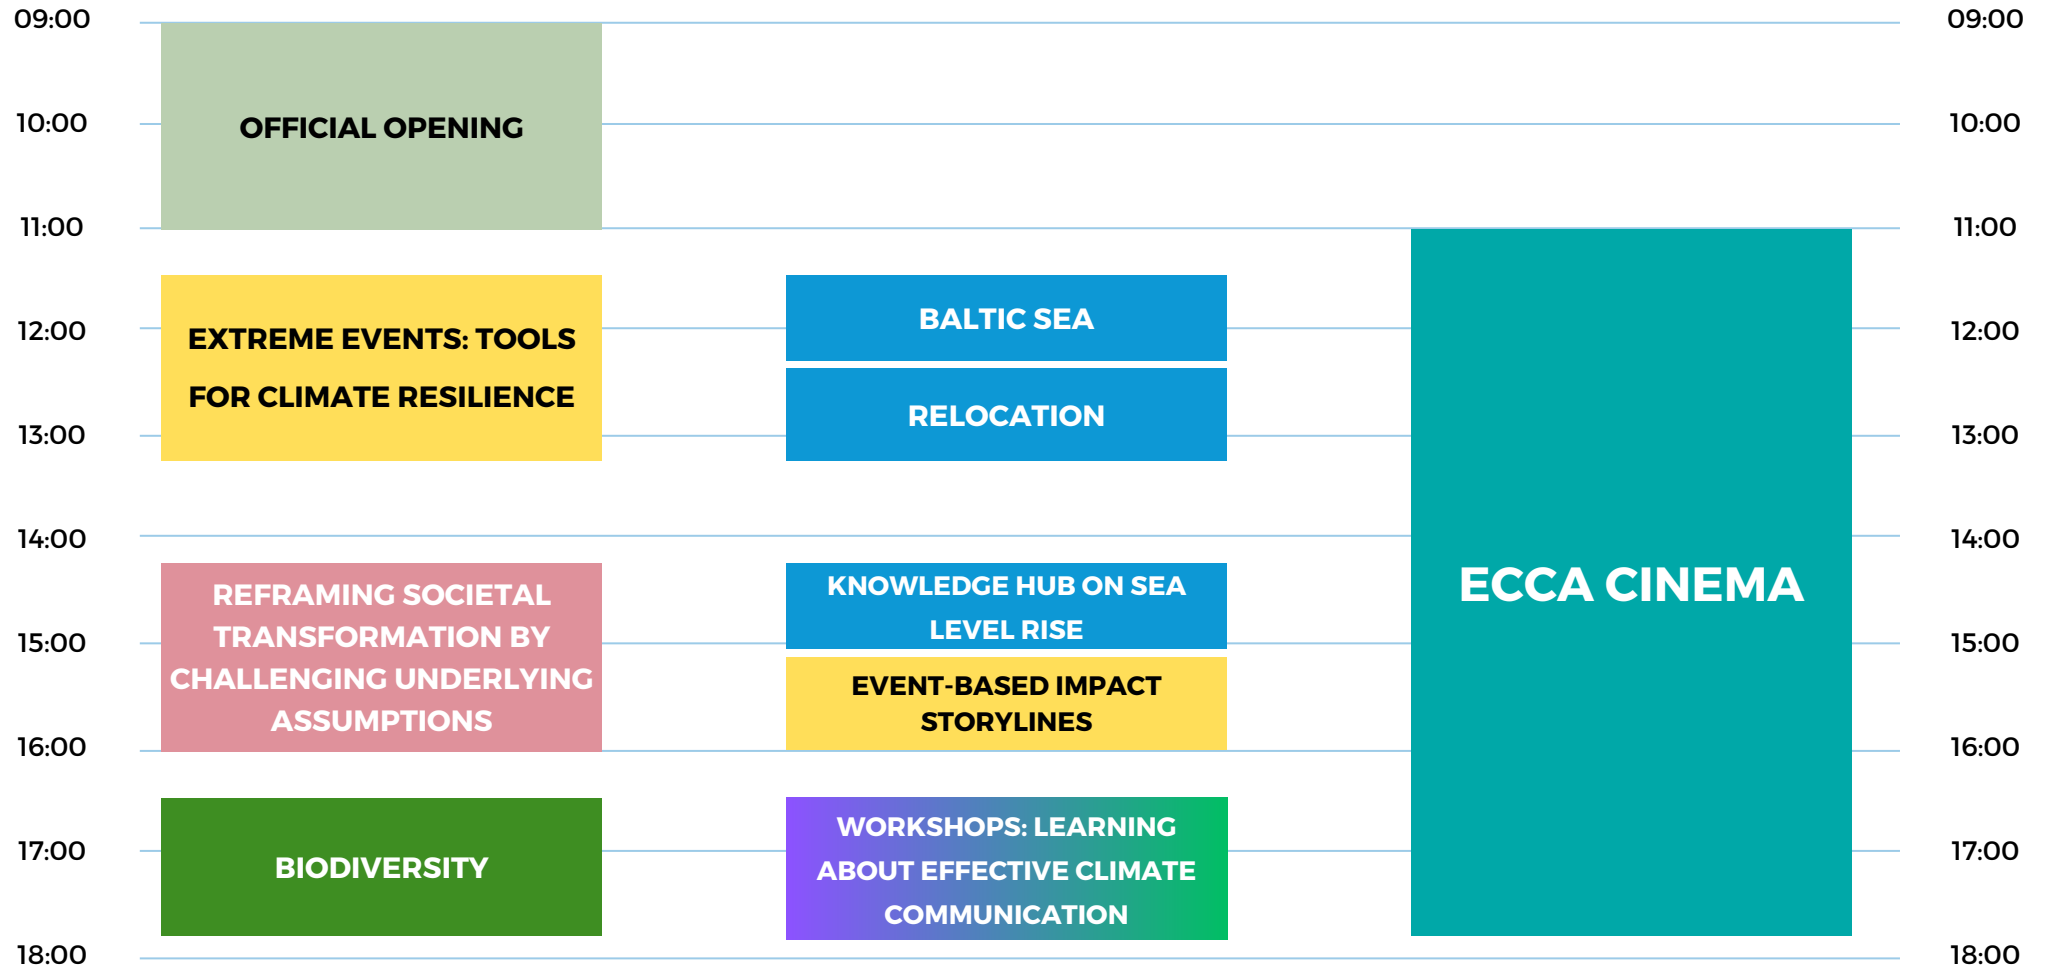 09:00
09:00
OFFICIAL OPENING
10:00
10:00
11:00
11:00
EXTREME EVENTS: TOOLS
FOR CLIMATE RESILIENCE
BALTIC SEA
12:00
12:00
RELOCATION
13:00
13:00
14:00
14:00
REFRAMING SOCIETAL
TRANSFORMATION BY
CHALLENGING UNDERLYING
ASSUMPTIONS
KNOWLEDGE HUB ON SEA
LEVEL RISE
ECCA CINEMA
15:00
15:00
EVENT-BASED IMPACT
STORYLINES
16:00
16:00
BIODIVERSITY
WORKSHOPS: LEARNING
ABOUT EFFECTIVE CLIMATE
COMMUNICATION
17:00
17:00
18:00
18:00